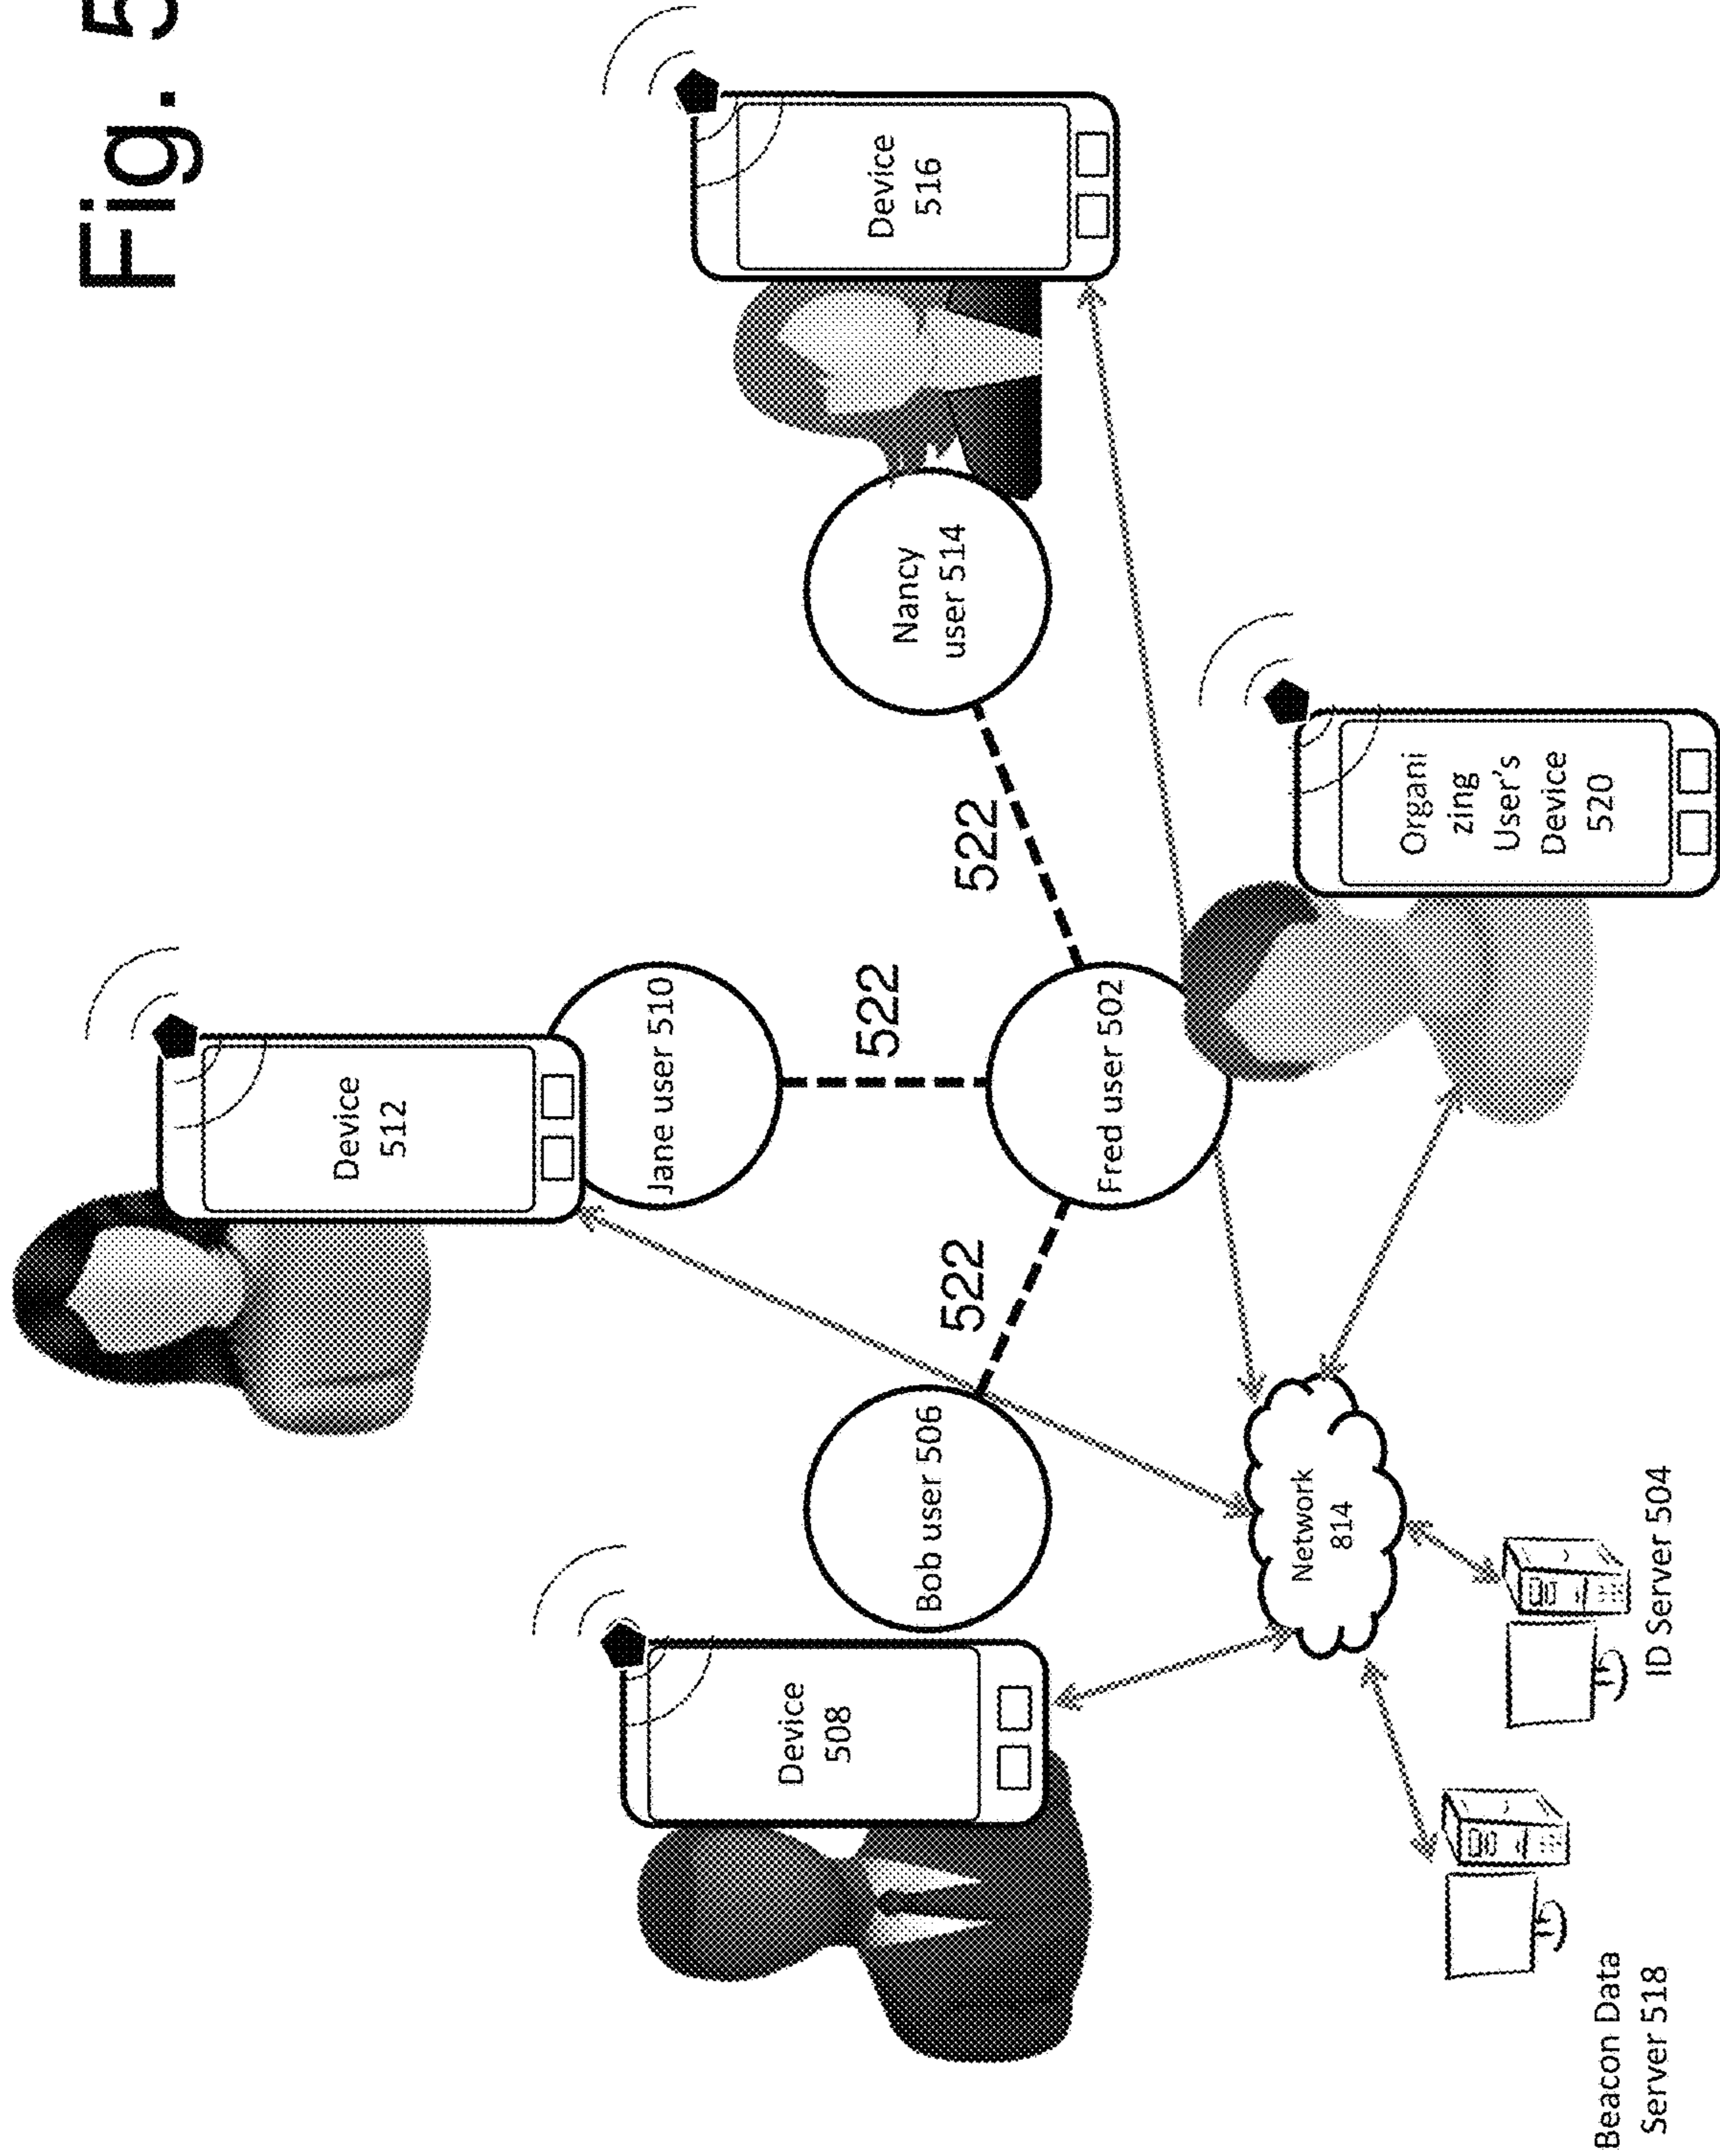 Fig. 5
Device
512
Jane user 510
522
Device
508
Bob user 506
522
522
Nancy
user 514
Device
516
Fred user 502
Network
814
Organi
zing
User's
Device
520
ID Server 504
Beacon Data
Server 518